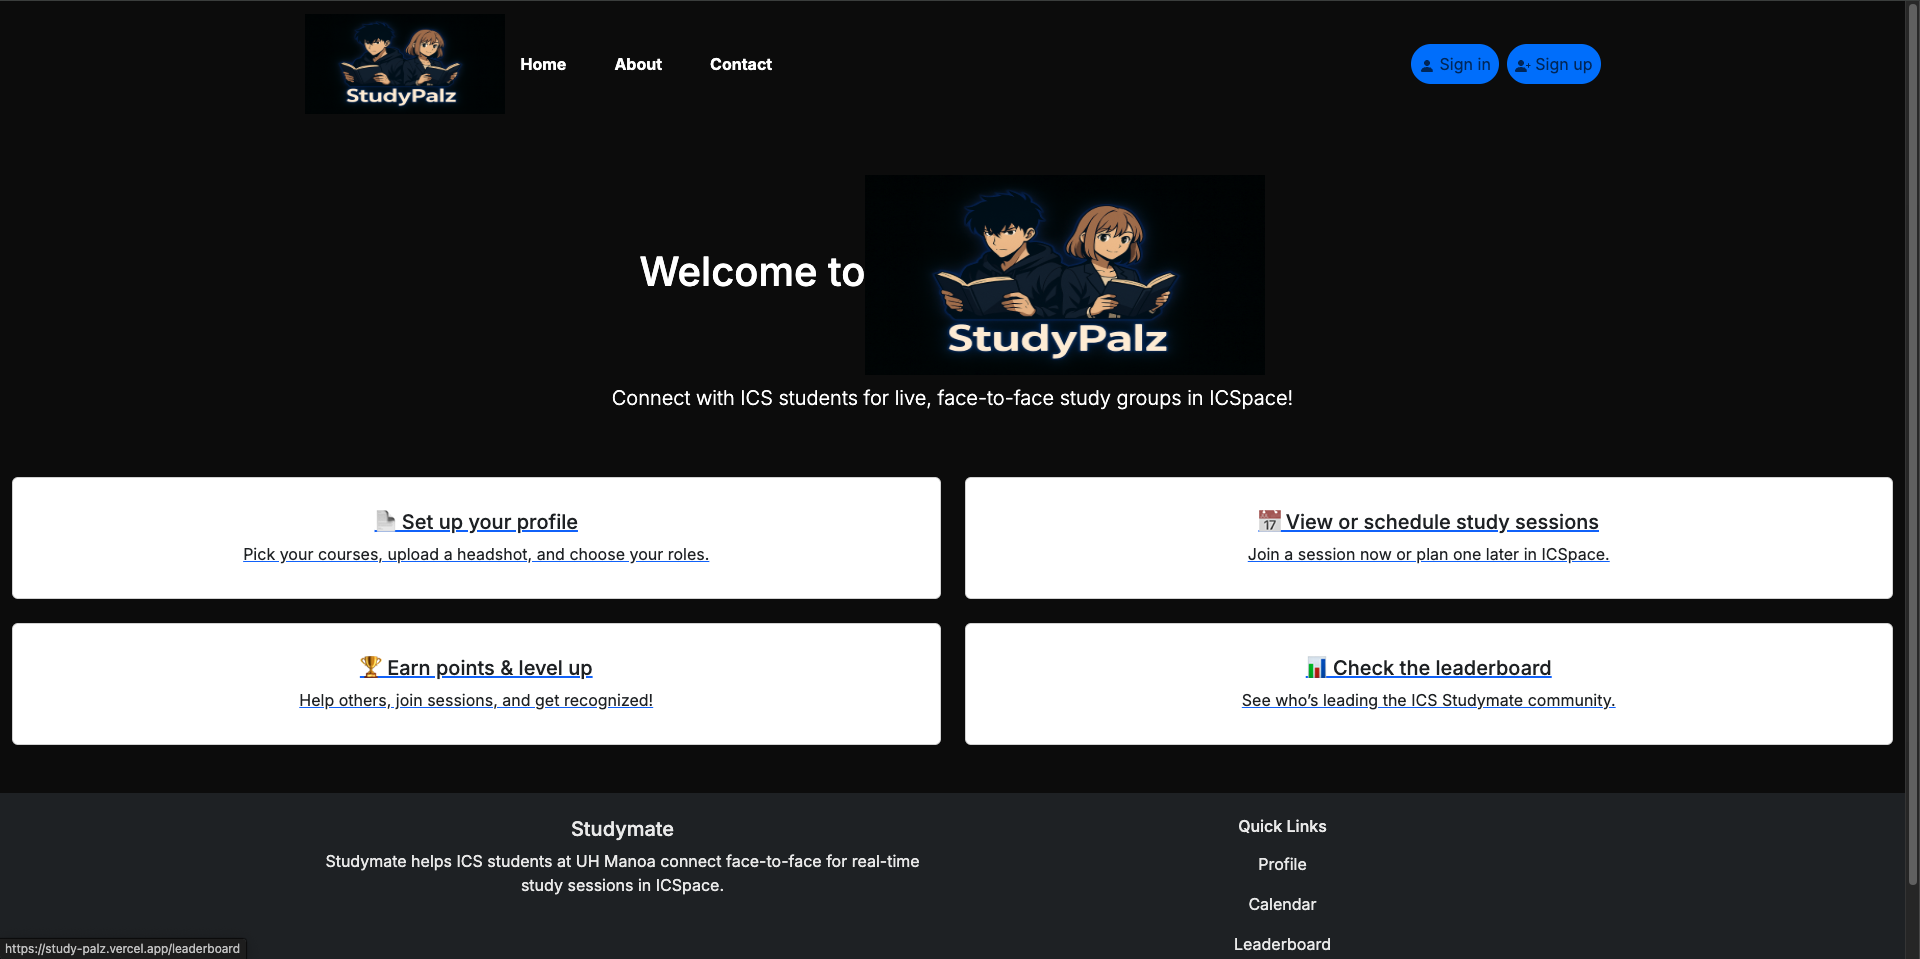 StudyPalz
Home
About
Contact
Sign in
Sign up
Welcome to
StudyPalz
Connect with ICS students for live, face-to-face study groups in ICSpace!
Set up your profile
Pick your courses, upload a headshot, and choose your roles.
17
View or schedule study sessions
Join a session now or plan one later in ICSpace.
Earn points & level up
Help others, join sessions, and get recognized!
Check the leaderboard
See who’s leading the ICS Studymate community.
Studymate
Studymate helps ICS students at UH Manoa connect face-to-face for real-time
study sessions in ICSpace.
Quick Links
Profile
Calendar
Leaderboard
https://study-palz.vercel.app/leaderboard